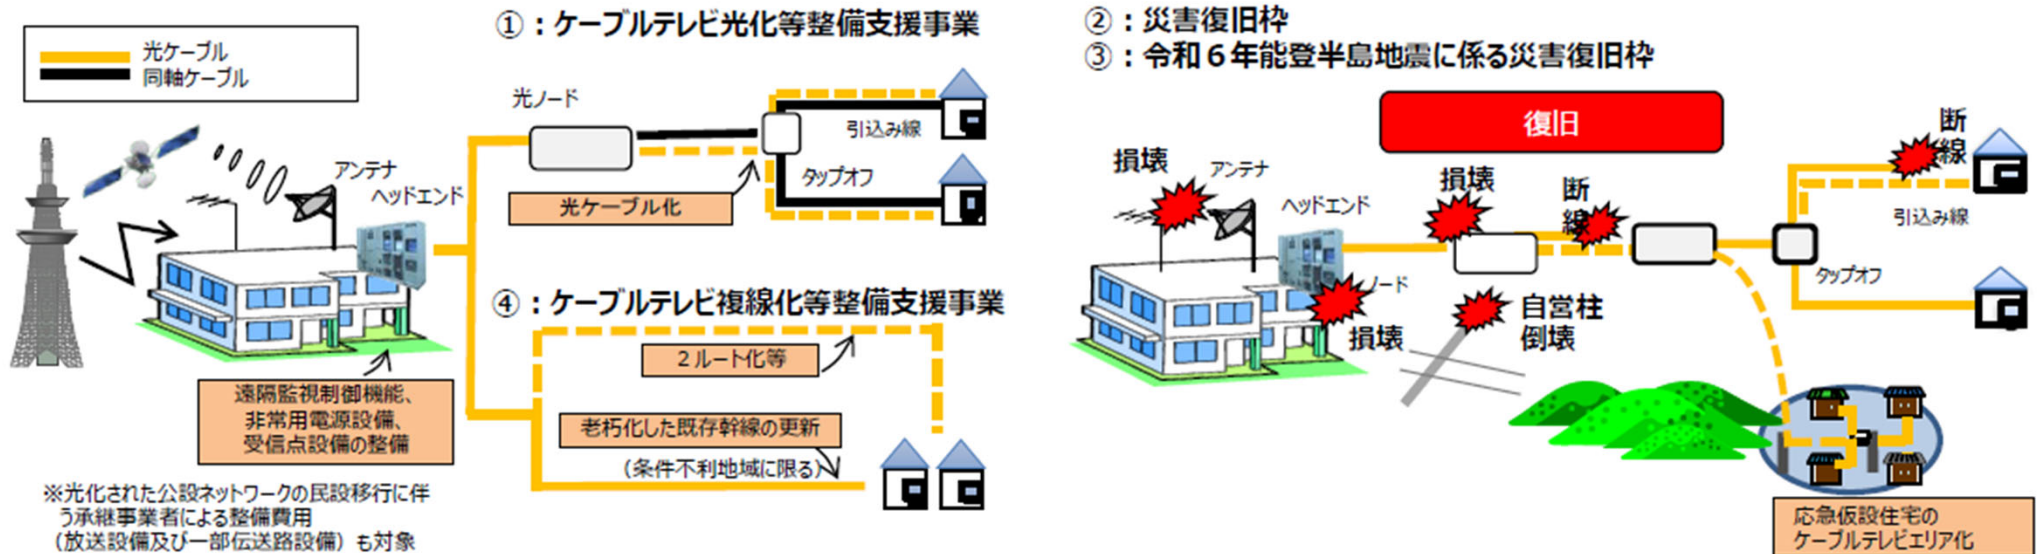 光ケーブル
同軸ケーブル
①：ケーブルテレビ光化等整備支援事業
光ノード
引込み線
タップオフ
光ケーブル化
アンテナ
ヘッドエンド
④：ケーブルテレビ複線化等整備支援事業
２ルート化等
老朽化した既存幹線の更新
（条件不利地域に限る）
遠隔監視制御機能、
非常用電源設備、
受信点設備の整備
※光化された公設ネットワークの民設移行に伴
う承継事業者による整備費用
（放送設備及び一部伝送路設備）も対象
②：災害復旧枠
③：令和６年能登半島地震に係る災害復旧枠
復旧
損壊
アンテナ
ヘッドエンド
損壊
断
線
断
線
引込み線
タップオフ
ノード
損壊
自営柱
倒壊
応急仮設住宅の
ケーブルテレビエリア化